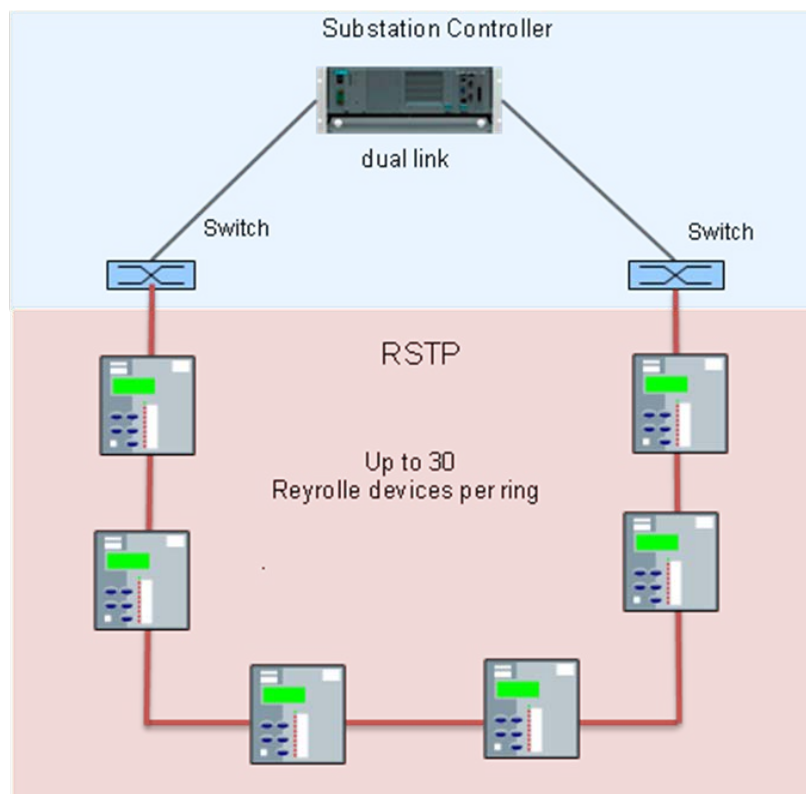 Substation Controller
dual link
Switch
Switch
RSTP
Up to 30
Reyrolle devices per ring